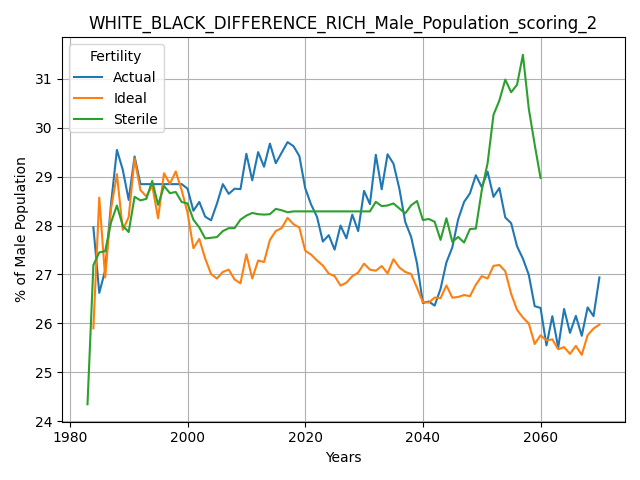 WHITE_BLACK_DIFFERENCE_RICH_Male_Population_scoring_2
Fertility
Actual
Ideal
Sterile
% of Male Population
31
30
29
28
27
26
25
24
1980
2000
2020
2040
2060
Years